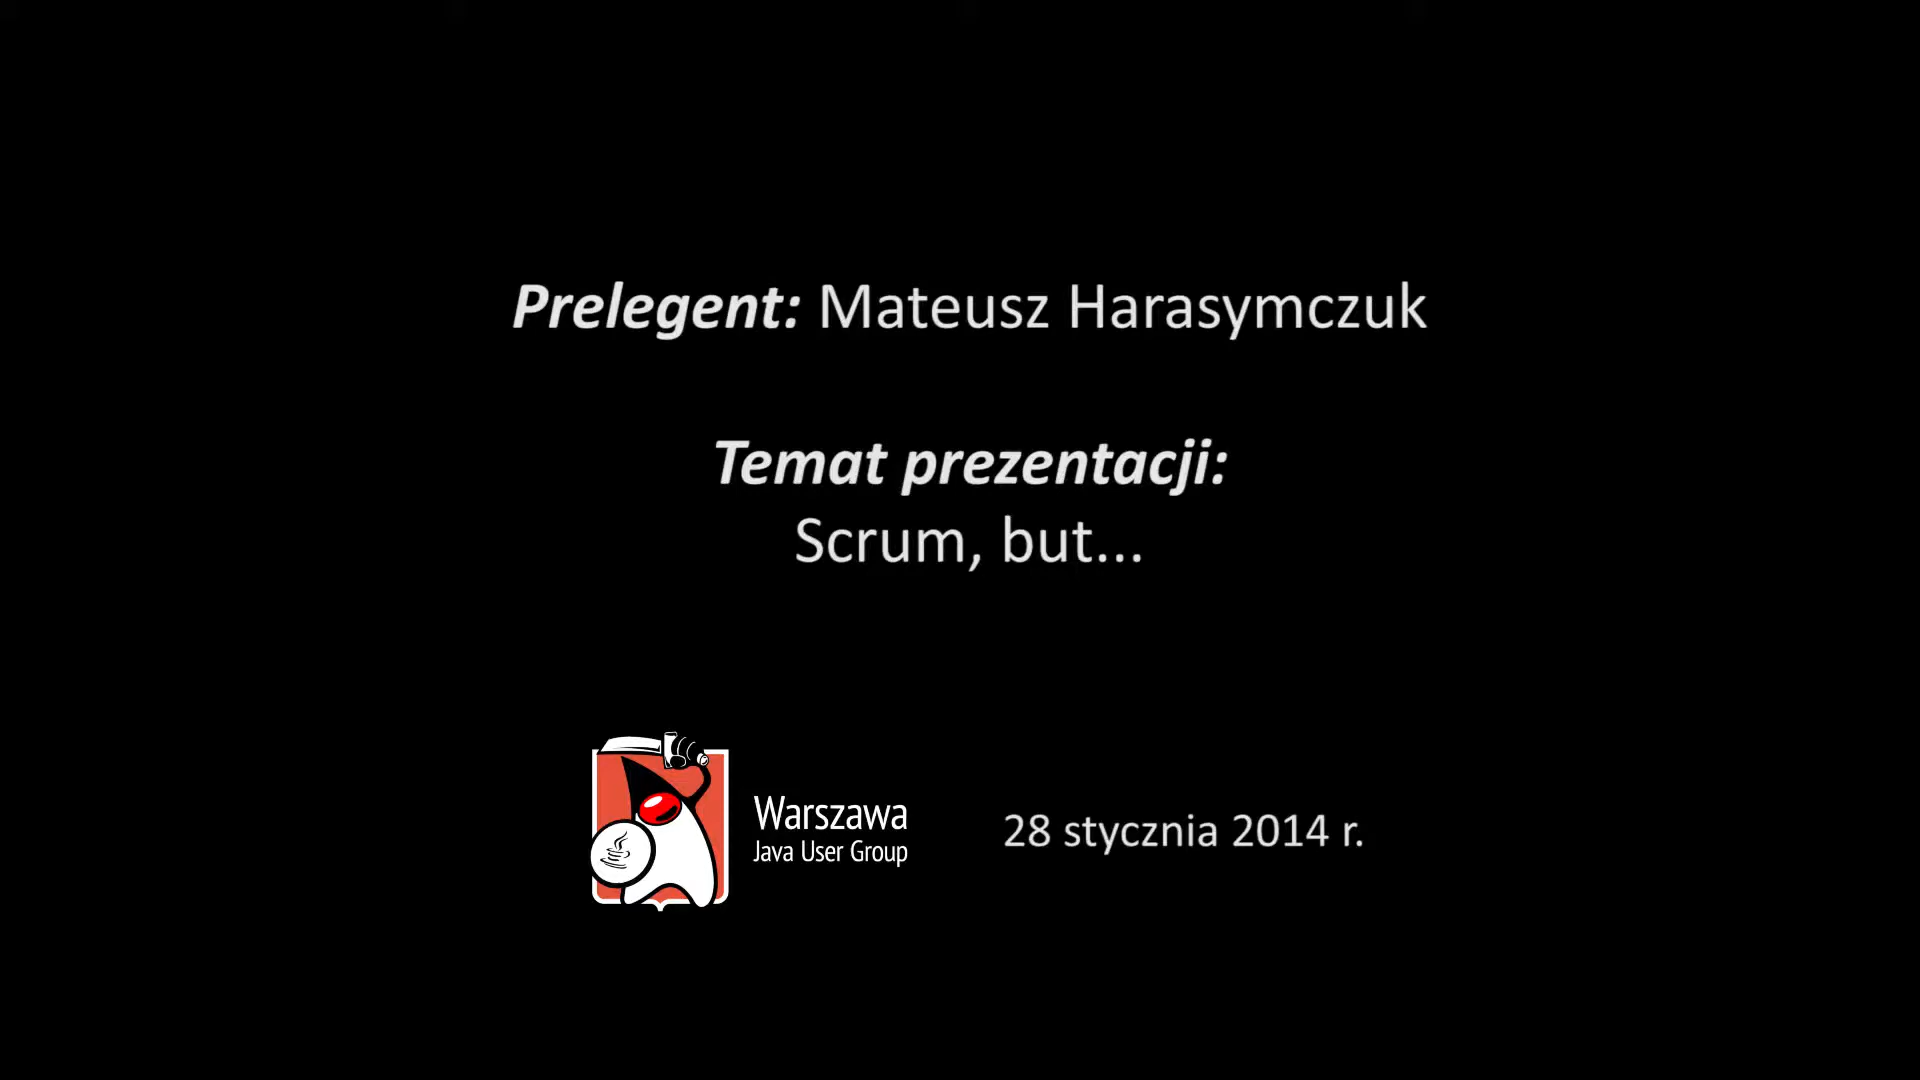 Prelegent: Mateusz Harasymczuk
Temat prezentacji:
Scrum, but...
Warszawa
Java User Group
28 stycznia 2014 r.